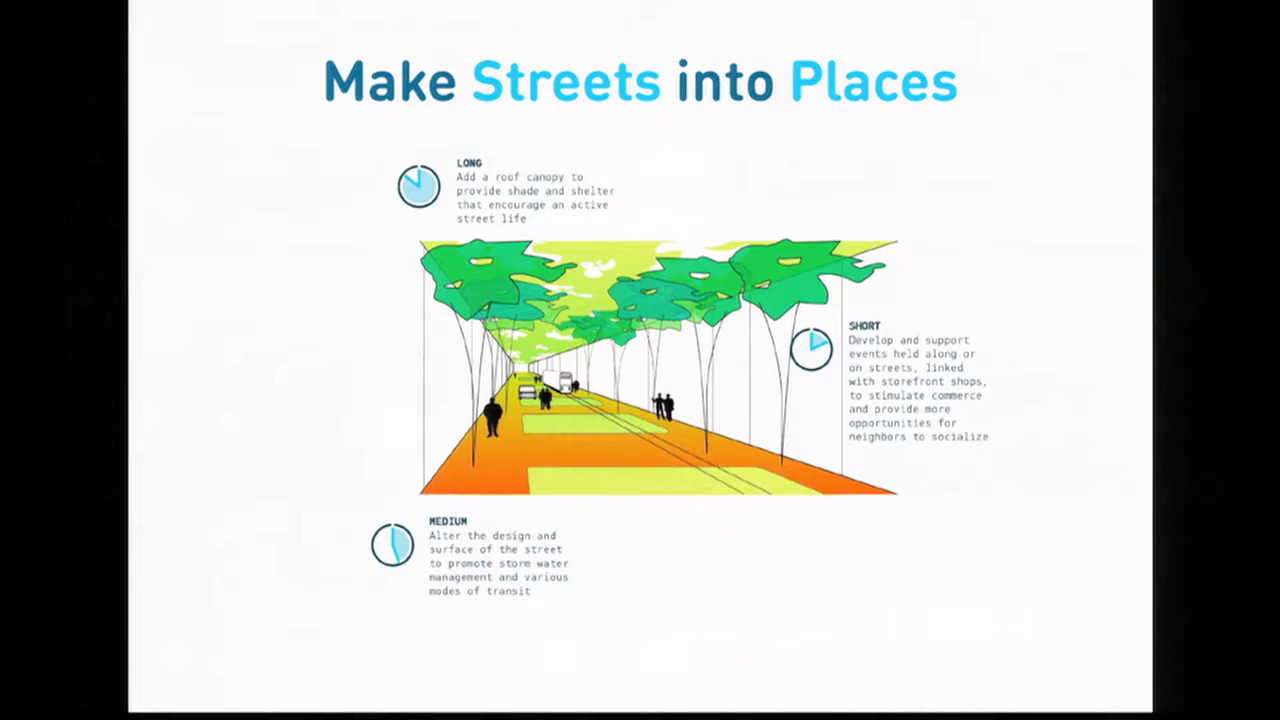 Make Streets into Places
LONG
Add a roof canopy to
provide shade and shelter
that encourage an active
street life
SHORT
Develop and support
events held along or
on streets, linked
with storefront shops,
to stimulate commerce
and provide more
opportunities for
neighbors to socialize
MEDIUM
Alter the design and
surface of the street
to promote storm water
management and various
modes of transit